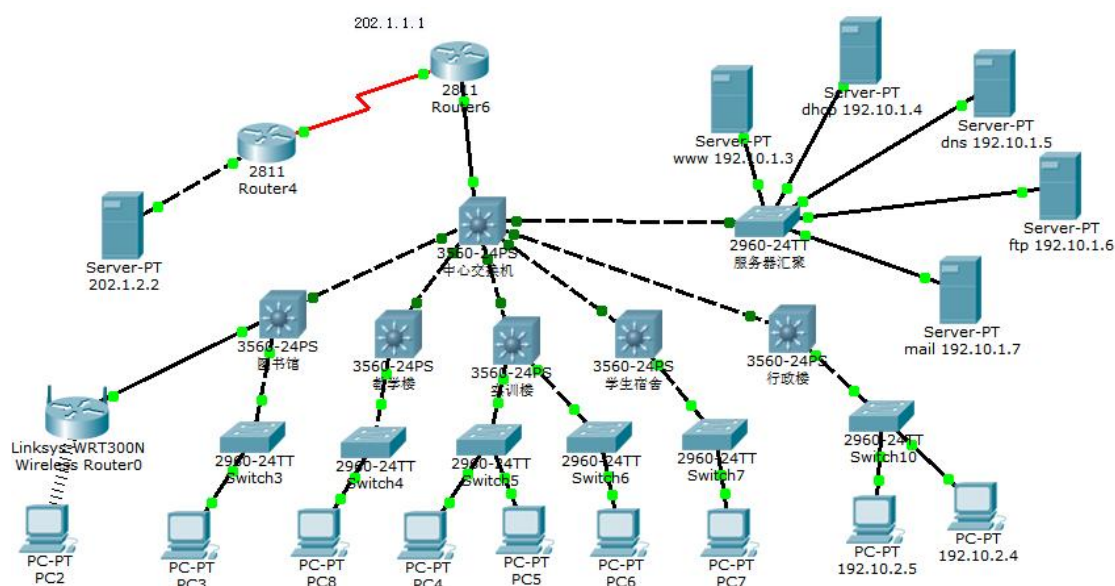 202.1.1.1
2811
Router6
2811
Router4
Server-PT
202.1.2.2
Server-PT
www 192.10.1.3
Server-PT
dhcp 192.10.1.4
Server-PT
dns 192.10.1.5
Server-PT
ftp 192.10.1.6
Server-PT
mail 192.10.1.7
3560-24PS
中心交换机
2960-24TT
服务器汇聚
3560-24PS
图书馆
3560-24PS
教学楼
3560-24PS
实训楼
3560-24PS
学生宿舍
3560-24PS
行政楼
Linksys-WRT300N
Wireless Router0
2960-24TT
Switch3
2960-24TT
Switch4
2960-24TT
Switch5
2960-24TT
Switch6
2960-24TT
Switch7
2960-24TT
Switch10
PC-PT
PC2
PC-PT
PC3
PC-PT
PC8
PC-PT
PC4
PC-PT
PC5
PC-PT
PC6
PC-PT
PC7
PC-PT
192.10.2.5
PC-PT
192.10.2.4